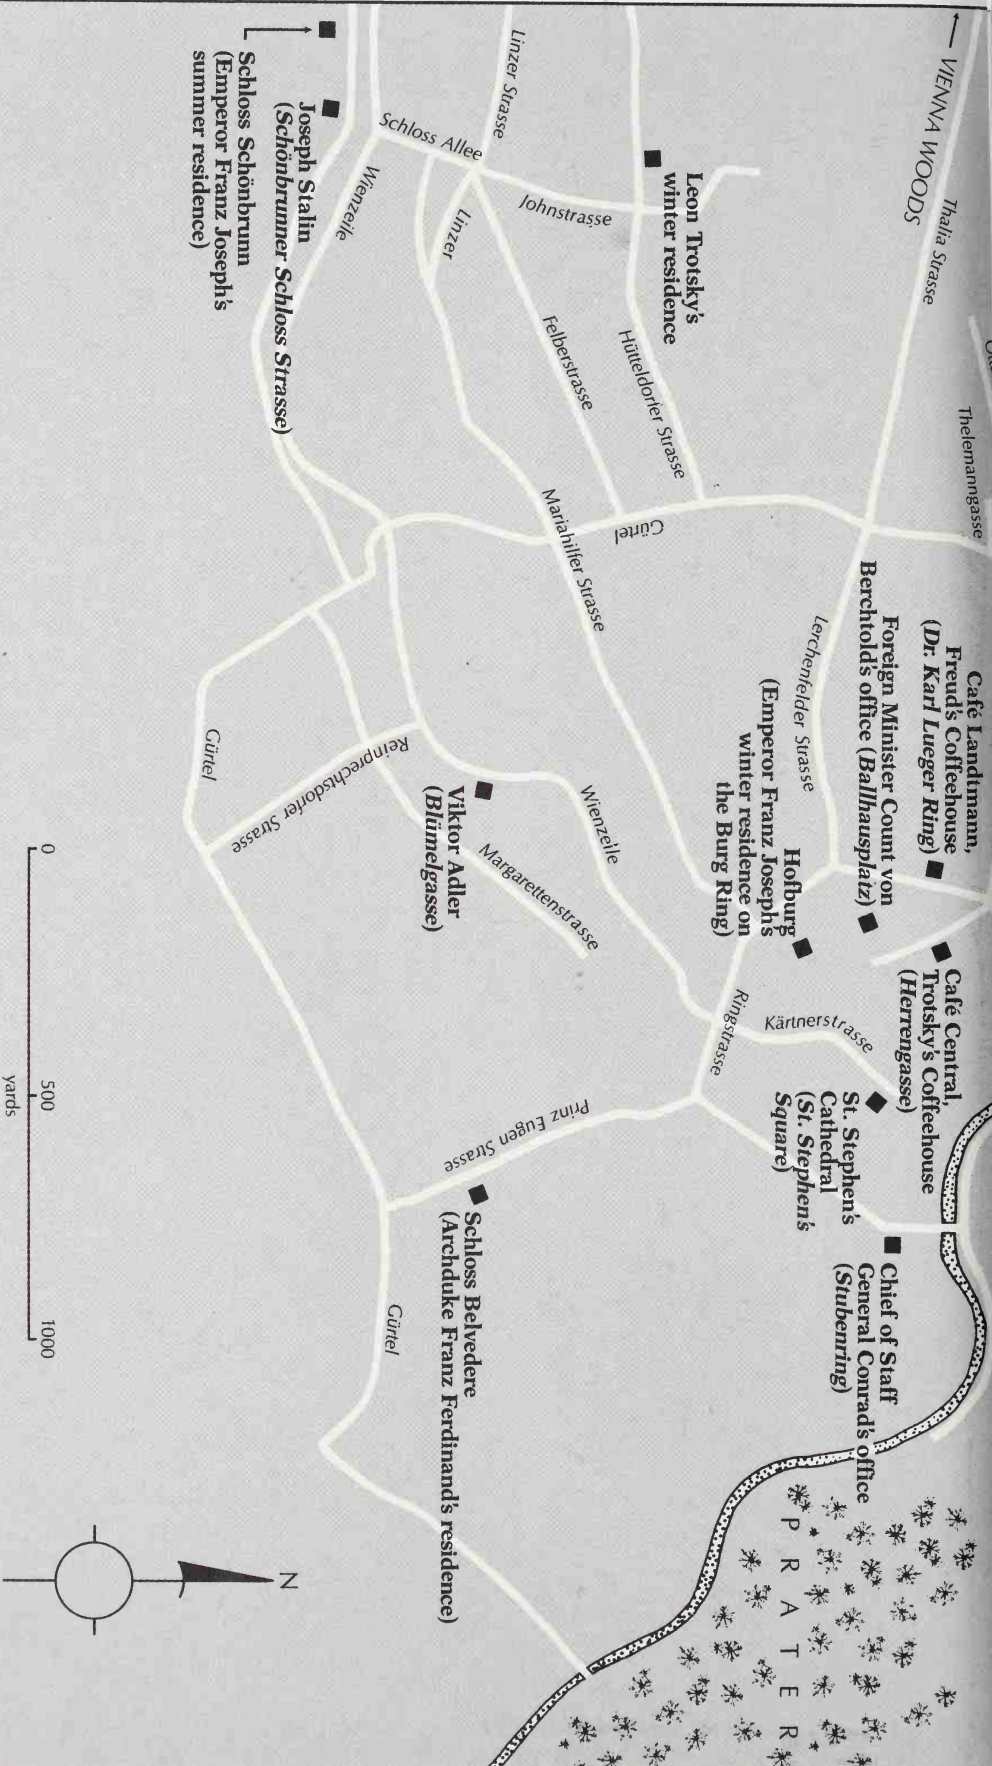 VIENNA WOODS
Thalia Strasse
Thelemanngasse
Café Landtmann,
Freud's Coffeehouse
(Dr. Karl Lueger Ring)
Foreign Minister Count von
Berchtold's office (Ballhausplatz)
Café Central,
Trotsky's Coffeehouse
(Herrengasse)
Lerchenfelder Strasse
Hofburg
(Emperor Franz Joseph's
winter residence on
the Burg Ring)
Kärtnerstrasse
Ringstrasse
St. Stephen's
Cathedral
(St. Stephen's
Square)
Chief of Staff
General Conrad's office
(Stubenring)
PRATER
Leon Trotsky's
winter residence
Hütteldorfer Strasse
Johnstrasse
Felberstrasse
Linzer Strasse
Schloss Allee
Linzer
Gürtel
Mariahilfer Strasse
Wienzeile
Wienzeile
Viktor Adler
(Blümelgasse)
Margarettenstrasse
Reinprechtsdorfer Strasse
Prinz Eugen Strasse
Schloss Belvedere
(Archduke Franz Ferdinand's residence)
Gürtel
Joseph Stalin
(Schönbrunner Schloss Strasse)
Schloss Schönbrunn
(Emperor Franz Joseph's
summer residence)
Gürtel
0 500 1000
yards
N